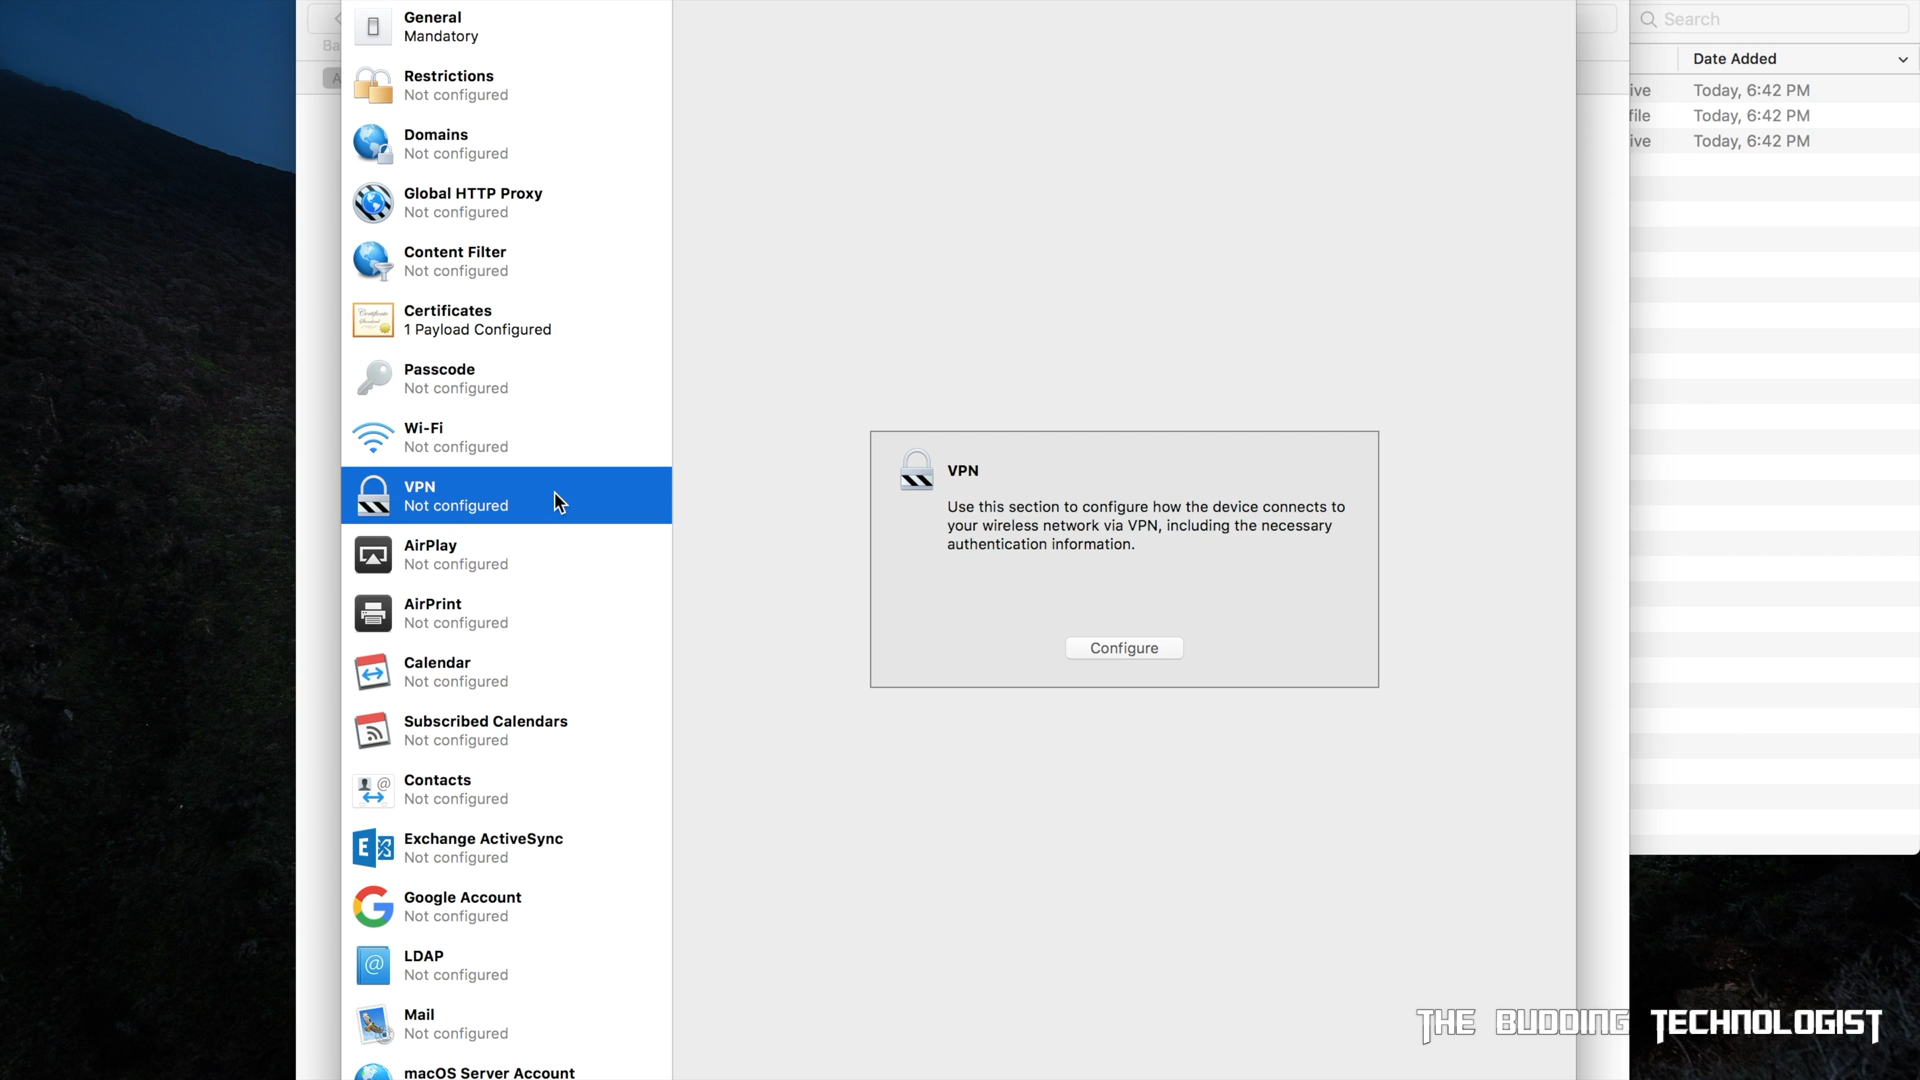 General
Mandatory
Restrictions
Not configured
Domains
Not configured
Global HTTP Proxy
Not configured
Content Filter
Not configured
Certificates
1 Payload Configured
Passcode
Not configured
Wi-Fi
Not configured
VPN
Not configured
AirPlay
Not configured
AirPrint
Not configured
Calendar
Not configured
Subscribed Calendars
Not configured
Contacts
Not configured
Exchange ActiveSync
Not configured
Google Account
Not configured
LDAP
Not configured
Mail
Not configured
macOS Server Account
VPN
Use this section to configure how the device connects to
your wireless network via VPN, including the necessary
authentication information.
Configure
Search
Date Added
ive Today, 6:42 PM
file Today, 6:42 PM
ive Today, 6:42 PM
THE BUDDING TECHNOLOGIST